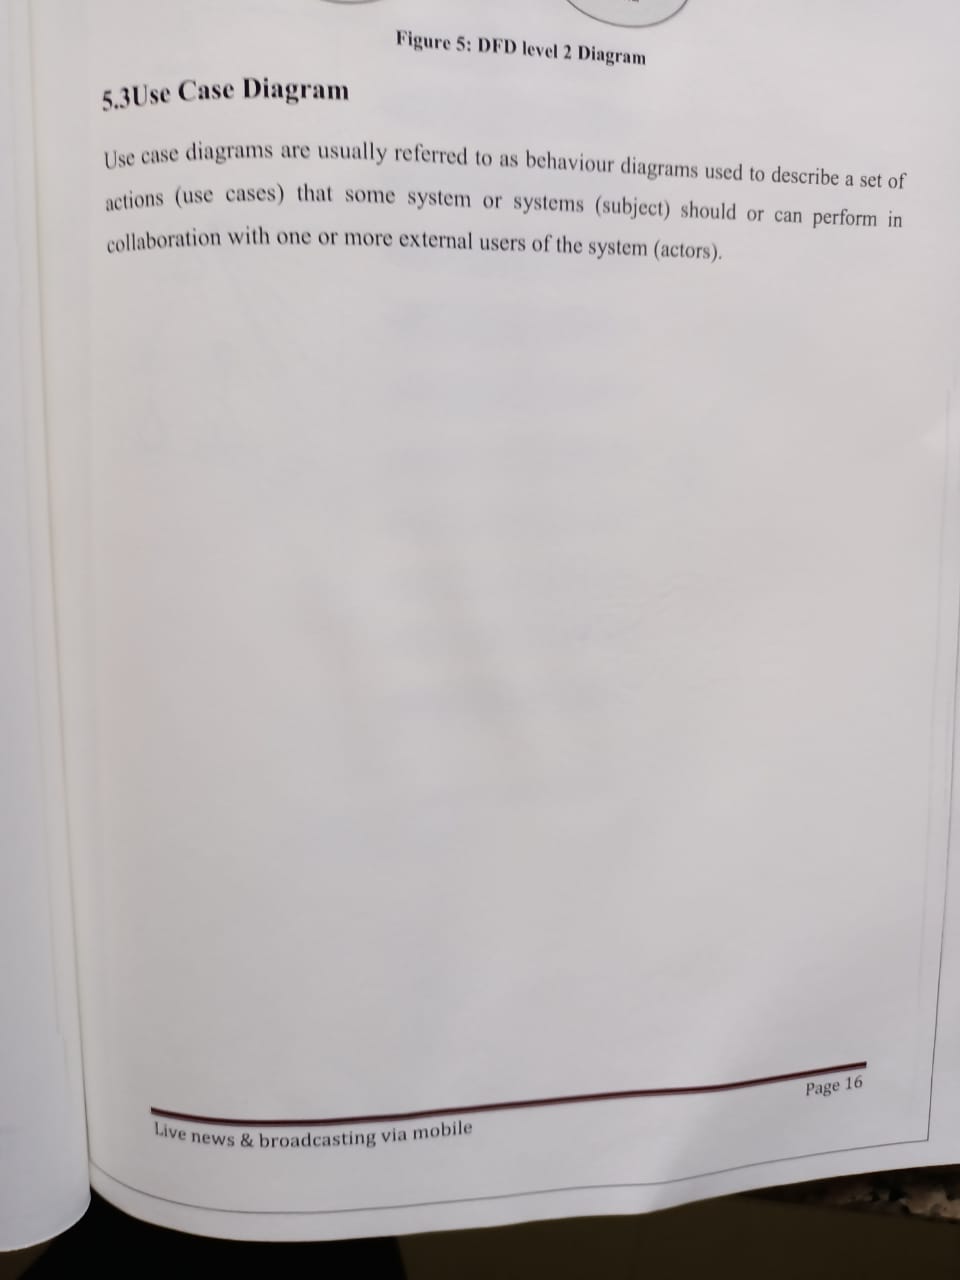 Figure 5: DFD level 2 Diagram
5.3Use Case Diagram
Use case diagrams are usually referred to as behaviour diagrams used to describe a set of
actions (use cases) that some system or systems (subject) should or can perform in
collaboration with one or more external users of the system (actors).
Page 16
Live news & broadcasting via mobile